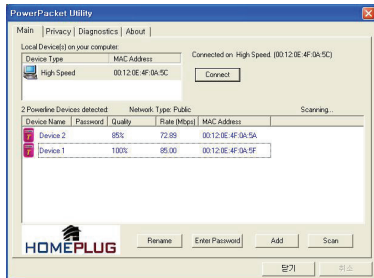 PowerPacket Utility
Main Privacy Diagnostics About
Local Device(s) on your computer:
Device Type MAC Address
High Speed 00:12:0E:4F:0A:5C
Connected on High Speed (00:12:0E:4F:0A:5C)
Connect
2 Powerline Devices detected: Network Type: Public Scanning...
Device Name Password Quality Rate (Mbps) MAC Address
Device 2 85% 72.89 00:12:0E:4F:0A:5A
Device 1 100% 85.00 00:12:0E:4F:0A:5F
HOMEPLUG
Rename Enter Password Add Scan
닫기 취소